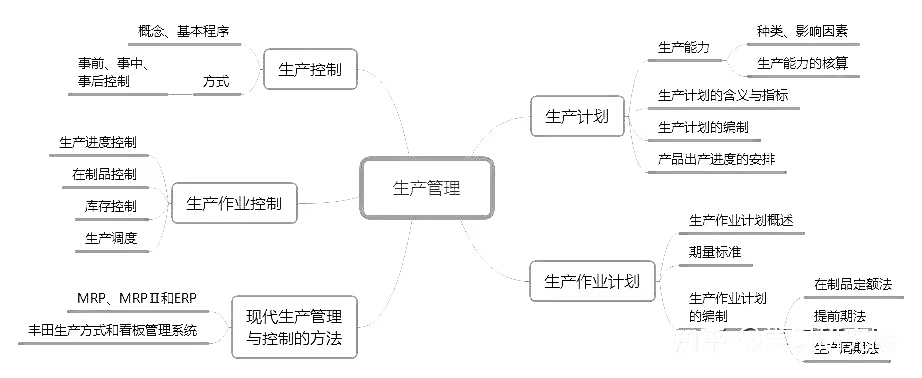 概念、基本程序
事前、事中、
事后控制
方式
生产控制
生产进度控制
在制品控制
库存控制
生产调度
生产作业控制
MRP、MRPⅡ和ERP
丰田生产方式和看板管理系统
现代生产管理
与控制的方法
生产管理
生产计划
生产能力
种类、影响因素
生产能力的核算
生产计划的含义与指标
生产计划的编制
产品出产进度的安排
生产作业计划
生产作业计划概述
期量标准
生产作业计划
的编制
在制品定额法
提前期法
生产周期法